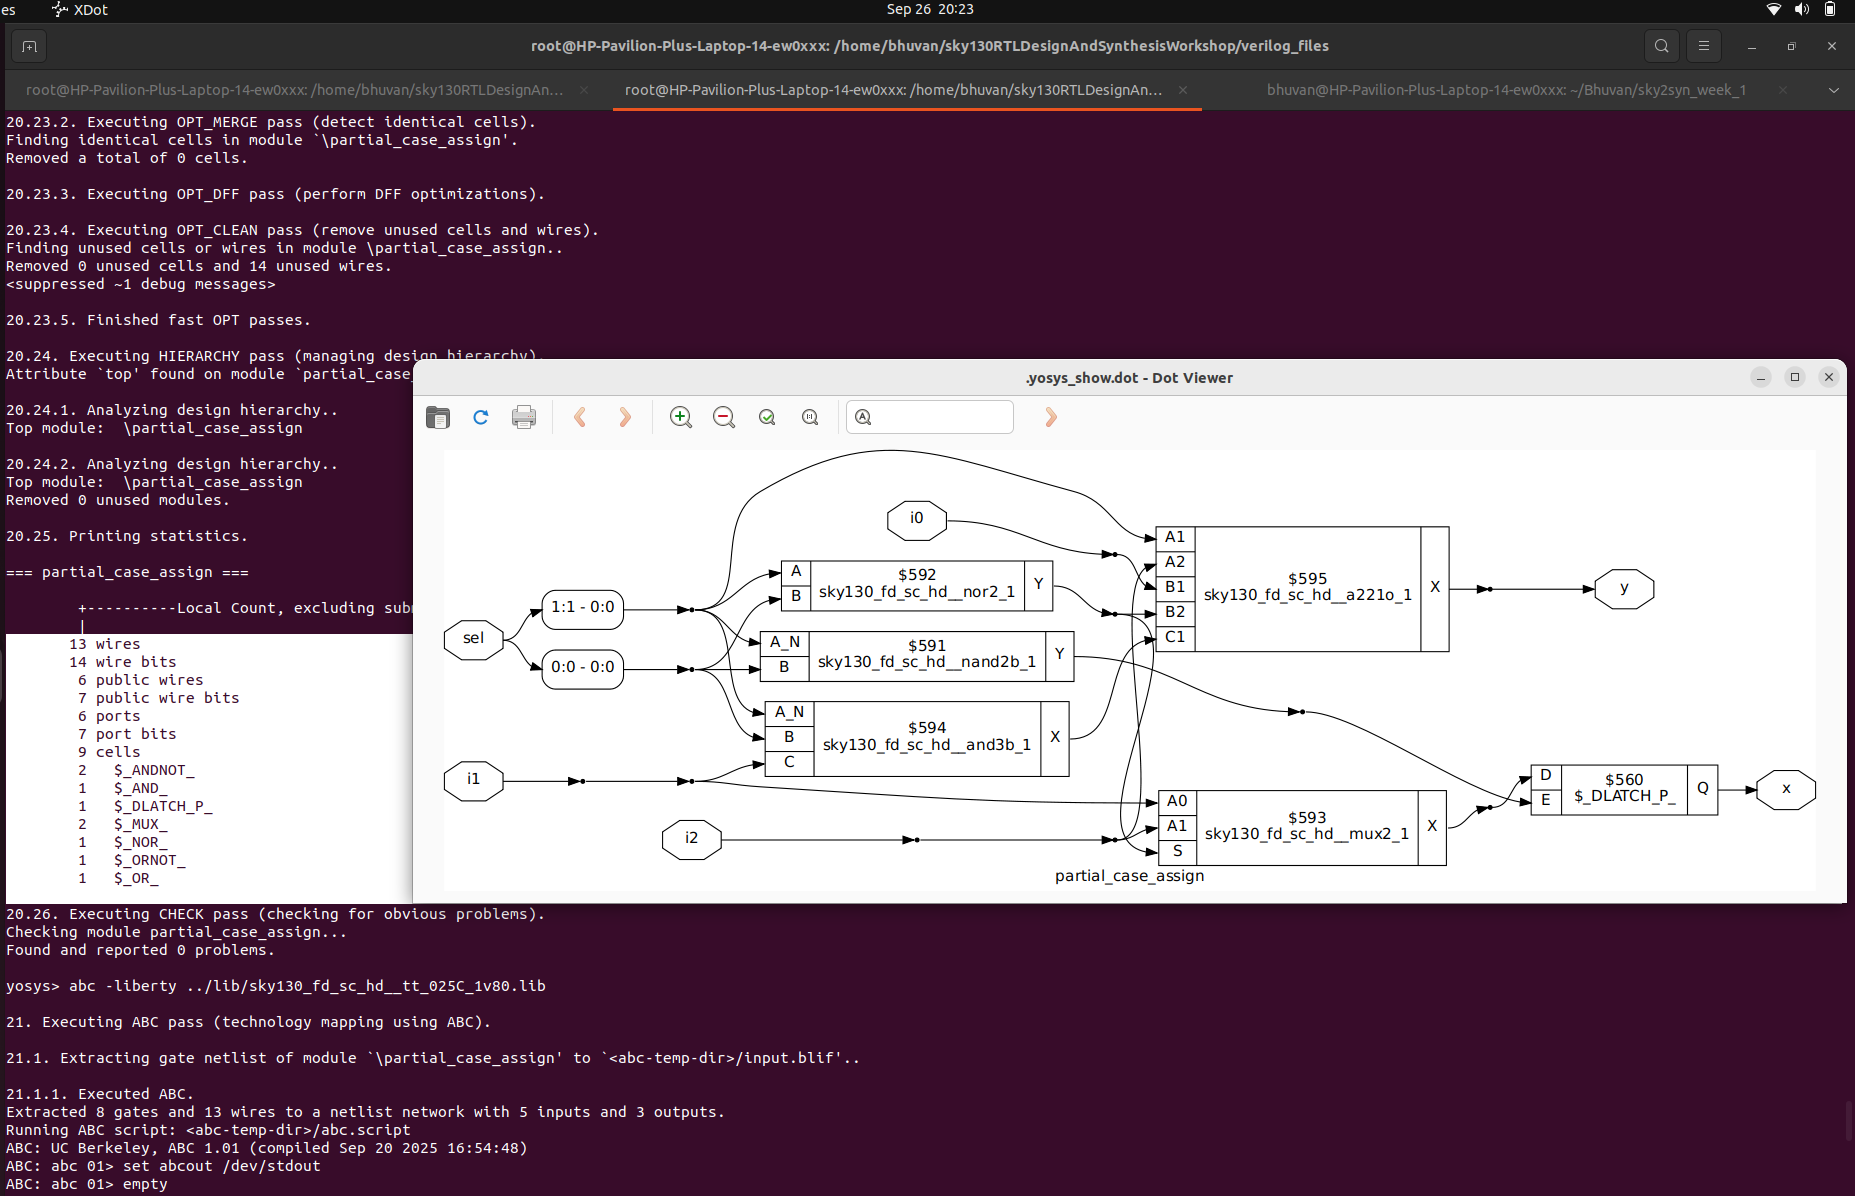 es XDot Sep 26 20:23
root@HP-Pavilion-Plus-Laptop-14-ew0xxx: /home/bhuvan/sky130RTLDesignAndSynthesisWorkshop/verilog_files
root@HP-Pavilion-Plus-Laptop-14-ew0xxx: /home/bhuvan/sky130RTLDesignAn... root@HP-Pavilion-Plus-Laptop-14-ew0xxx: /home/bhuvan/sky130RTLDesignAn... bhuvan@HP-Pavilion-Plus-Laptop-14-ew0xxx: ~/Bhuvan/sky2syn_week_1
20.23.2. Executing OPT_MERGE pass (detect identical cells).
Finding identical cells in module `\partial_case_assign'.
Removed a total of 0 cells.
20.23.3. Executing OPT_DFF pass (perform DFF optimizations).
20.23.4. Executing OPT_CLEAN pass (remove unused cells and wires).
Finding unused cells or wires in module \partial_case_assign..
Removed 0 unused cells and 14 unused wires.
<suppressed ~1 debug messages>
20.23.5. Finished fast OPT passes.
20.24. Executing HIERARCHY pass (managing design hierarchy).
Attribute `top' found on module `partial_case_
20.24.1. Analyzing design hierarchy..
Top module:  \partial_case_assign
20.24.2. Analyzing design hierarchy..
Top module:  \partial_case_assign
Removed 0 unused modules.
20.25. Printing statistics.
=== partial_case_assign ===
+----------Local Count, excluding sub
|
13 wires
14 wire bits
6 public wires
7 public wire bits
6 ports
7 port bits
9 cells
2   $_ANDNOT_
1   $_AND_
1   $_DLATCH_P_
2   $_MUX_
1   $_NOR_
1   $_ORNOT_
1   $_OR_
20.26. Executing CHECK pass (checking for obvious problems).
Checking module partial_case_assign...
Found and reported 0 problems.
yosys> abc -liberty ../lib/sky130_fd_sc_hd__tt_025C_1v80.lib
21. Executing ABC pass (technology mapping using ABC).
21.1. Extracting gate netlist of module `\partial_case_assign' to `<abc-temp-dir>/input.blif'..
21.1.1. Executed ABC.
Extracted 8 gates and 13 wires to a netlist network with 5 inputs and 3 outputs.
Running ABC script: <abc-temp-dir>/abc.script
ABC: UC Berkeley, ABC 1.01 (compiled Sep 20 2025 16:54:48)
ABC: abc 01> set abcout /dev/stdout
ABC: abc 01> empty
.yosys_show.dot - Dot Viewer
i0
sel
1:1 - 0:0
0:0 - 0:0
i1
i2
A
B
$592
sky130_fd_sc_hd__nor2_1
Y
A_N
B
$591
sky130_fd_sc_hd__nand2b_1
Y
A_N
B
C
$594
sky130_fd_sc_hd__and3b_1
X
A1
A2
B1
B2
C1
$595
sky130_fd_sc_hd__a221o_1
X
y
A0
A1
S
$593
sky130_fd_sc_hd__mux2_1
X
D
E
$560
$_DLATCH_P_
Q
x
partial_case_assign